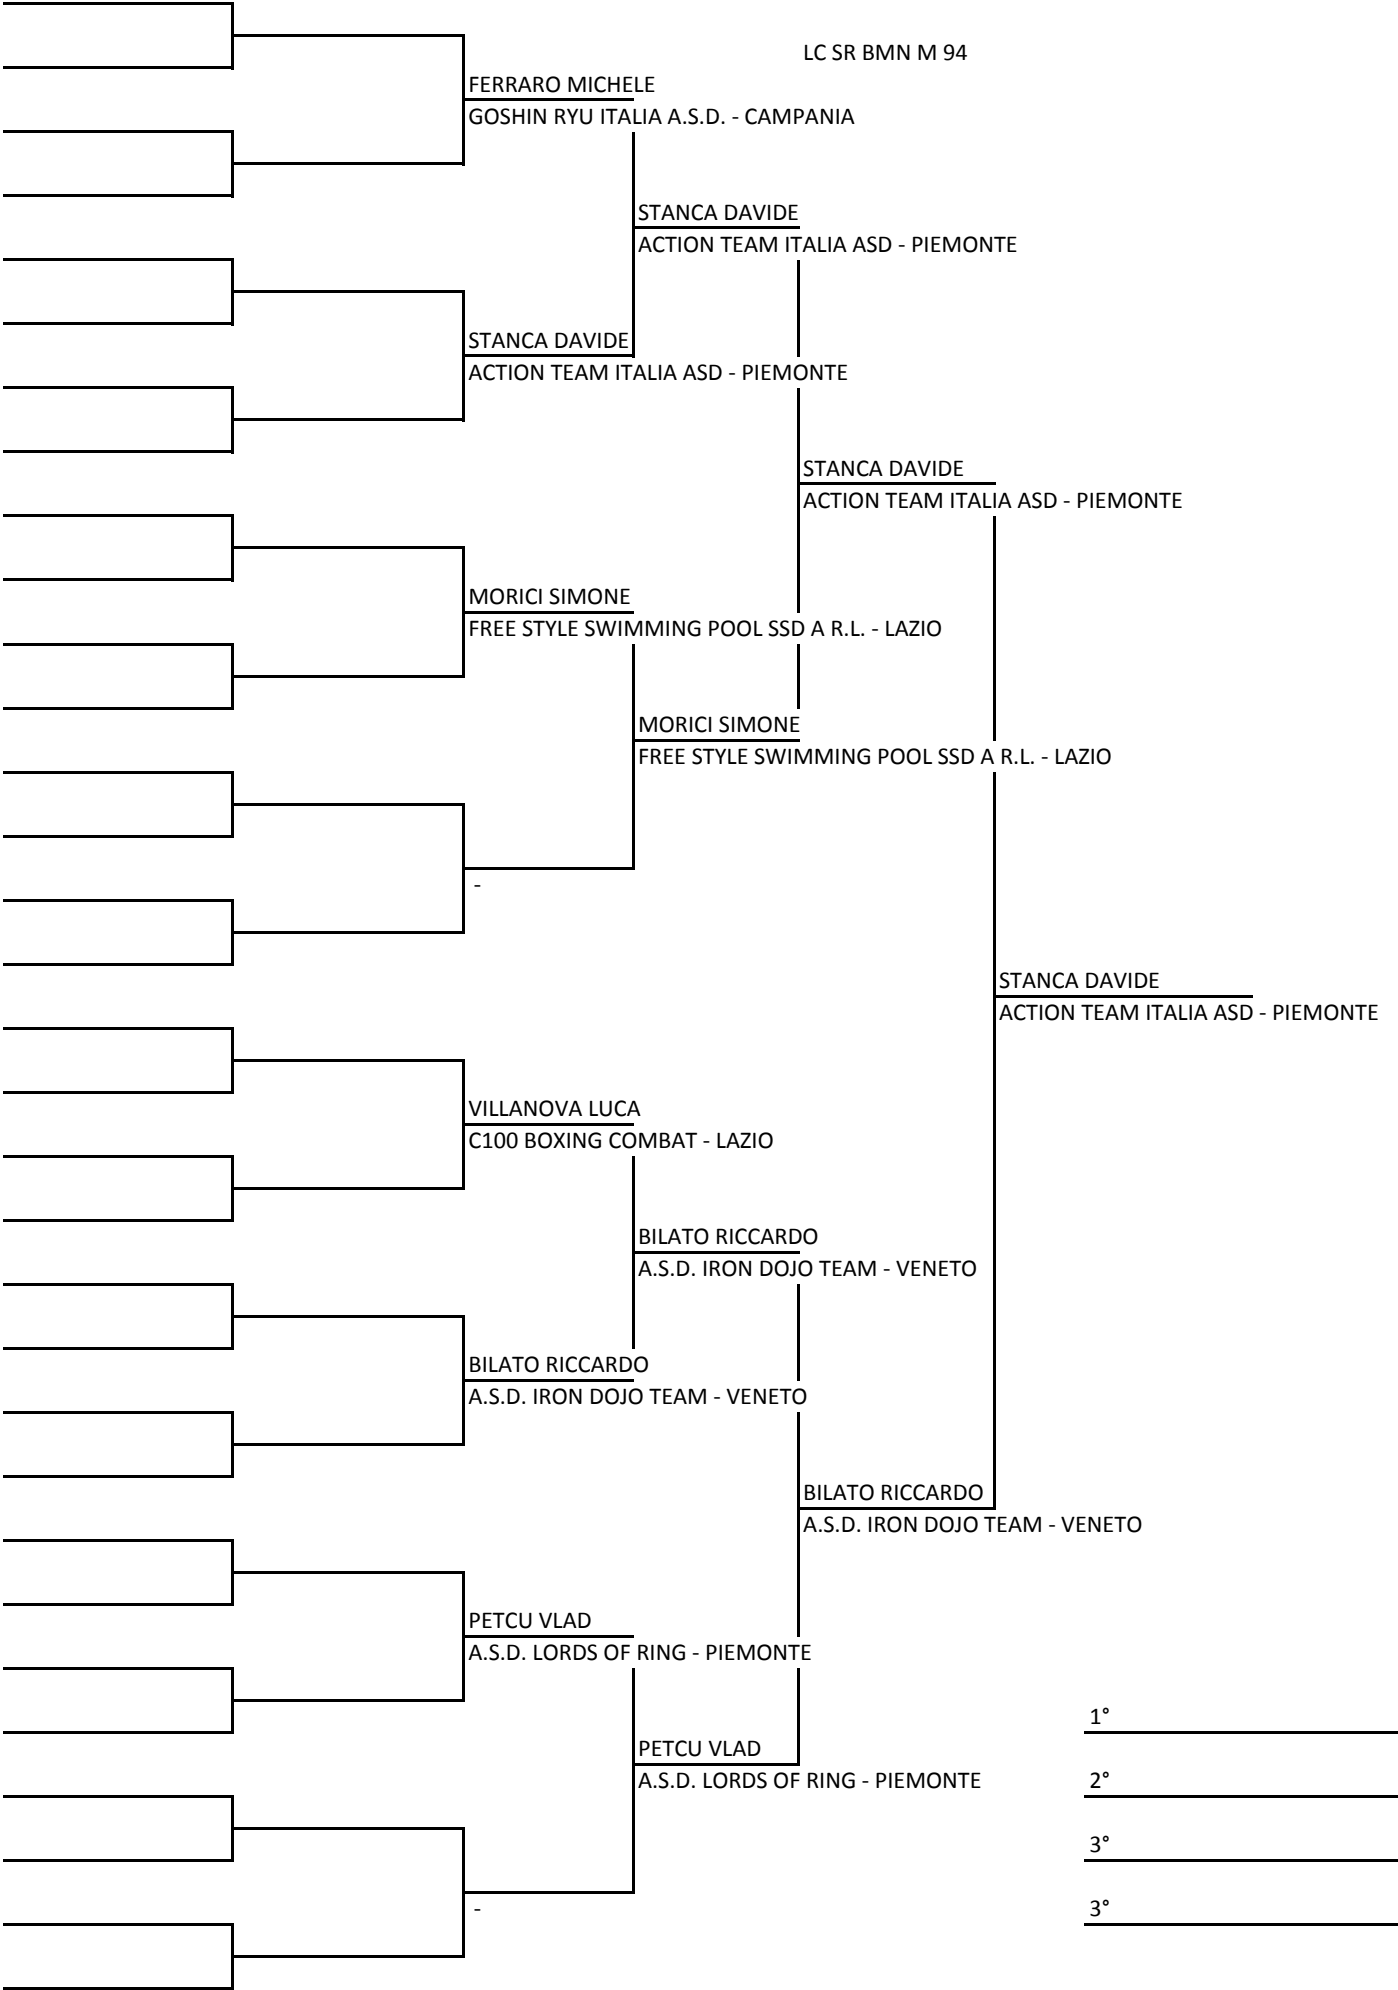 LC SR BMN M 94
FERRARO MICHELE
GOSHIN RYU ITALIA A.S.D. - CAMPANIA
STANCA DAVIDE
ACTION TEAM ITALIA ASD - PIEMONTE
STANCA DAVIDE
ACTION TEAM ITALIA ASD - PIEMONTE
STANCA DAVIDE
ACTION TEAM ITALIA ASD - PIEMONTE
MORICI SIMONE
FREE STYLE SWIMMING POOL SSD A R.L. - LAZIO
MORICI SIMONE
FREE STYLE SWIMMING POOL SSD A R.L. - LAZIO
-
STANCA DAVIDE
ACTION TEAM ITALIA ASD - PIEMONTE
VILLANOVA LUCA
C100 BOXING COMBAT - LAZIO
BILATO RICCARDO
A.S.D. IRON DOJO TEAM - VENETO
BILATO RICCARDO
A.S.D. IRON DOJO TEAM - VENETO
BILATO RICCARDO
A.S.D. IRON DOJO TEAM - VENETO
PETCU VLAD
A.S.D. LORDS OF RING - PIEMONTE
1°
PETCU VLAD
A.S.D. LORDS OF RING - PIEMONTE
2°
3°
-
3°